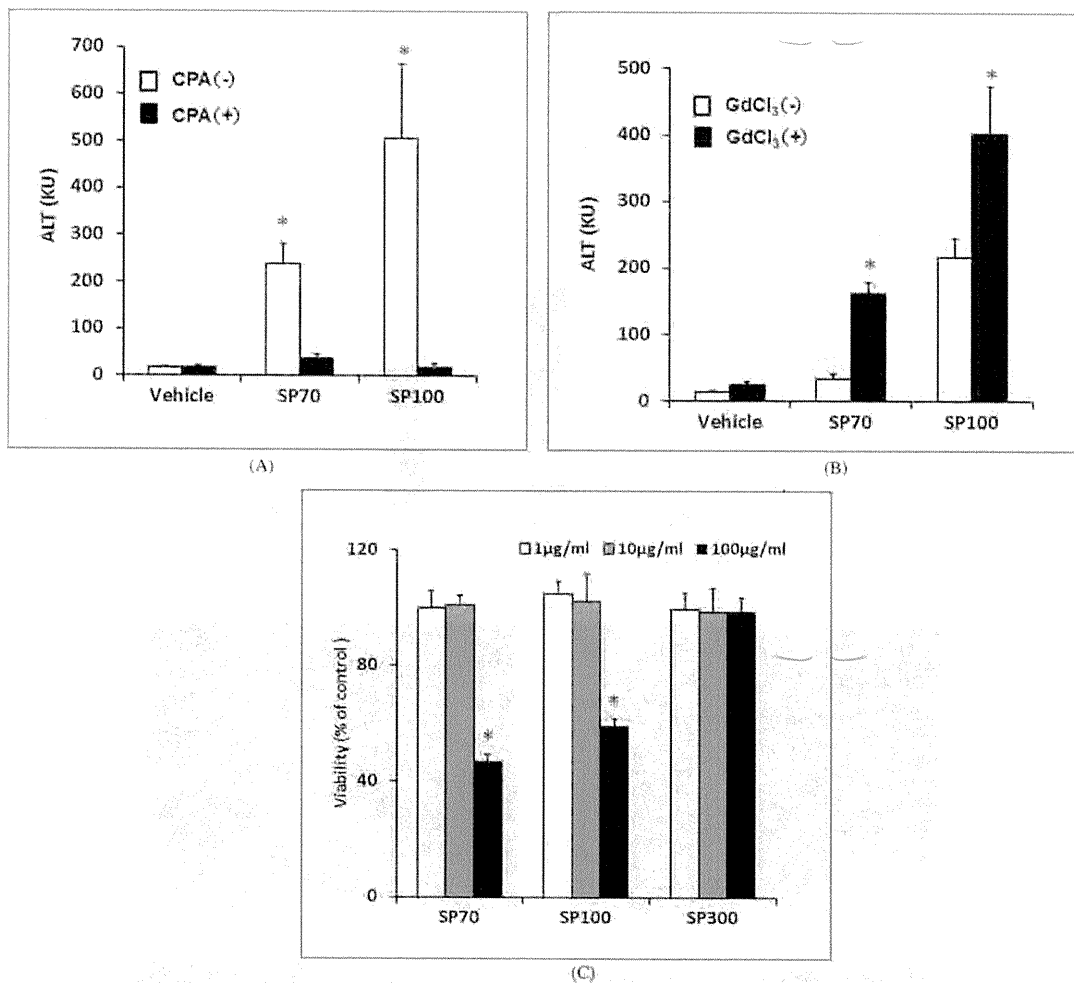 700
600
500
400
300
200
100
0
ALT (KU)
CPA(-)
CPA(+)
*
*
Vehicle SP70 SP100
(A)
500
400
300
200
100
0
ALT (KU)
GdCl3(-)
GdCl3(+)
*
*
Vehicle SP70 SP100
(B)
120
80
40
0
Viability (% of control )
1μg/ml 10μg/ml 100μg/ml
*
*
SP70 SP100 SP300
(C)